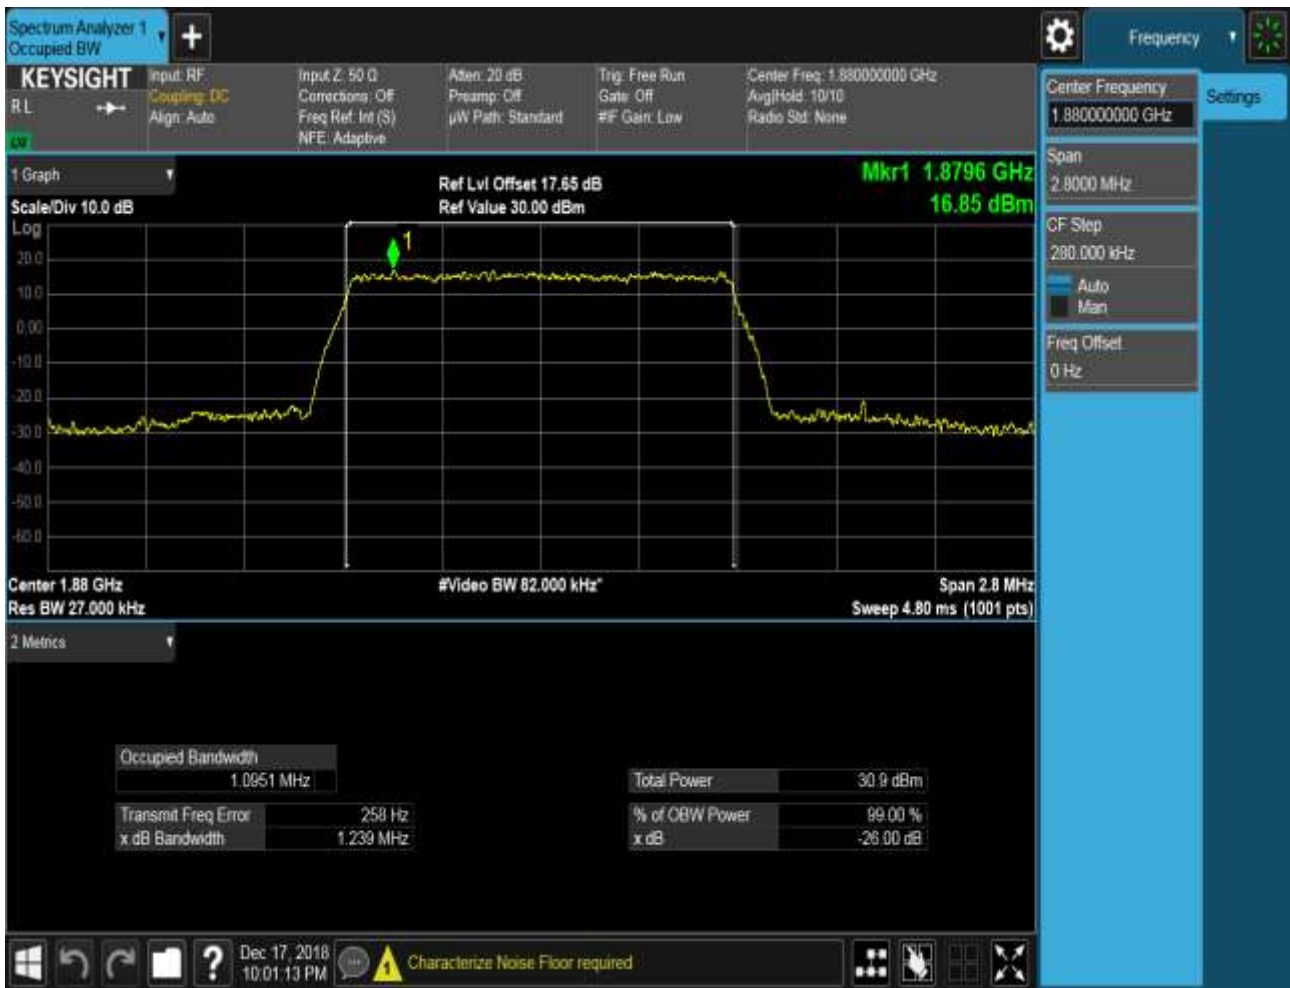 Spectrum Analyzer 1
Occupied BW
Frequency
KEYSIGHT
R L
Input: RF
Coupling: DC
Align: Auto
Input Z: 50 Ω
Corrections: Off
Freq Ref: Int (S)
NFE: Adaptive
Atten: 20 dB
Preamp: Off
µW Path: Standard
Trig: Free Run
Gate: Off
#IF Gain: Low
Center Freq: 1.880000000 GHz
Avg|Hold: 10/10
Radio Std: None
Center Frequency
1.880000000 GHz
Settings
Span
2.8000 MHz
CF Step
280.000 kHz
Auto
Man
Freq Offset
0 Hz
1 Graph
Scale/Div 10.0 dB
Log
Ref Lvl Offset 17.65 dB
Ref Value 30.00 dBm
Mkr1 1.8796 GHz
16.85 dBm
1
20.0
10.0
0.00
-10.0
-20.0
-30.0
-40.0
-50.0
-60.0
Center 1.88 GHz
Res BW 27.000 kHz
#Video BW 82.000 kHz*
Span 2.8 MHz
Sweep 4.80 ms (1001 pts)
2 Metrics
Occupied Bandwidth
1.0951 MHz
Transmit Freq Error 258 Hz
x dB Bandwidth 1.239 MHz
Total Power 30.9 dBm
% of OBW Power 99.00 %
x dB -26.00 dB
?
Dec 17, 2018
10:01:13 PM
1
Characterize Noise Floor required